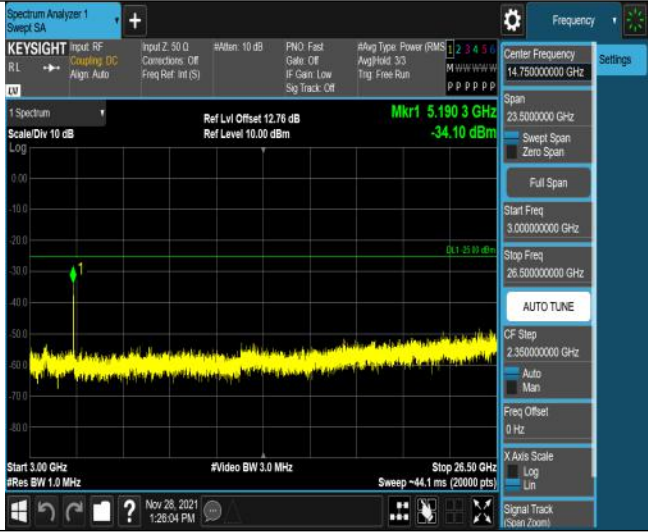 Spectrum Analyzer 1
Swept SA
+
Frequency
KEYSIGHT
RL
LV
Input: RF
Coupling: DC
Align: Auto
Input Z: 50 Ω
Corrections: Off
Freq Ref: Int (S)
#Atten: 10 dB
PNO: Fast
Gate: Off
IF Gain: Low
Sig Track: Off
#Avg Type: Power (RMS
Avg|Hold: 3/3
Trig: Free Run
1 2 3 4 5 6
M W W W W W
P P P P P P
1 Spectrum
Scale/Div 10 dB
Log
Ref Lvl Offset 12.76 dB
Ref Level 10.00 dBm
Mkr1 5.190 3 GHz
-34.10 dBm
0.00
-10.0
-20.0
DL1 -25.00 dBm
-30.0
1
-40.0
-50.0
-60.0
-70.0
-80.0
Start 3.00 GHz
#Res BW 1.0 MHz
#Video BW 3.0 MHz
Stop 26.50 GHz
Sweep ~44.1 ms (20000 pts)
?
Nov 28, 2021
1:26:04 PM
Center Frequency
14.750000000 GHz
Settings
Span
23.5000000 GHz
Swept Span
Zero Span
Full Span
Start Freq
3.000000000 GHz
Stop Freq
26.500000000 GHz
AUTO TUNE
CF Step
2.350000000 GHz
Auto
Man
Freq Offset
0 Hz
X Axis Scale
Log
Lin
Signal Track
(Span Zoom)